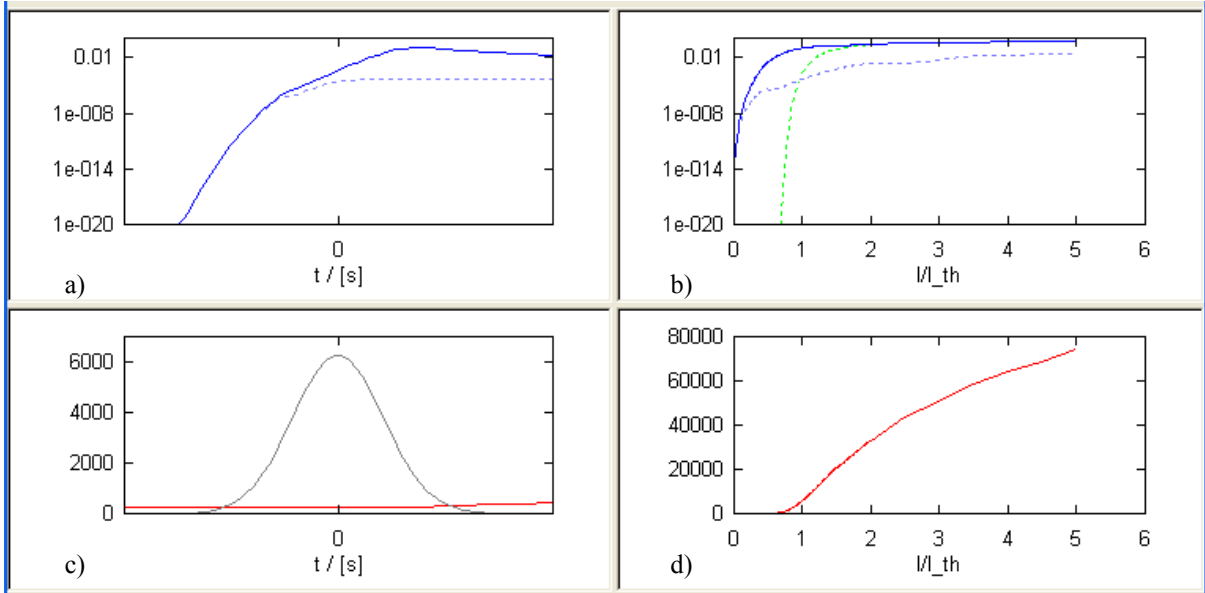 0.01
1e-008
1e-014
1e-020
0
t / [s]
a)
0.01
1e-008
1e-014
1e-020
0 1 2 3 4 5 6
I/I_th
b)
6000
4000
2000
0
0
t / [s]
c)
80000
60000
40000
20000
0
0 1 2 3 4 5 6
I/I_th
d)